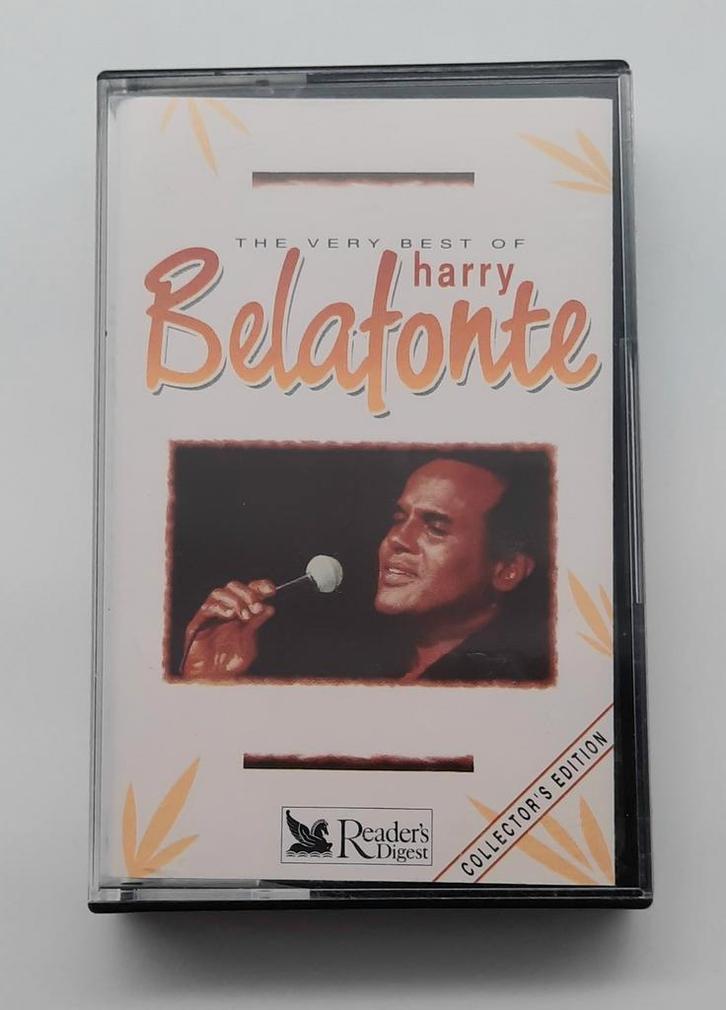 THE VERY BEST OF
harry
Belafonte
Reader's
Digest
COLLECTOR'S EDITION